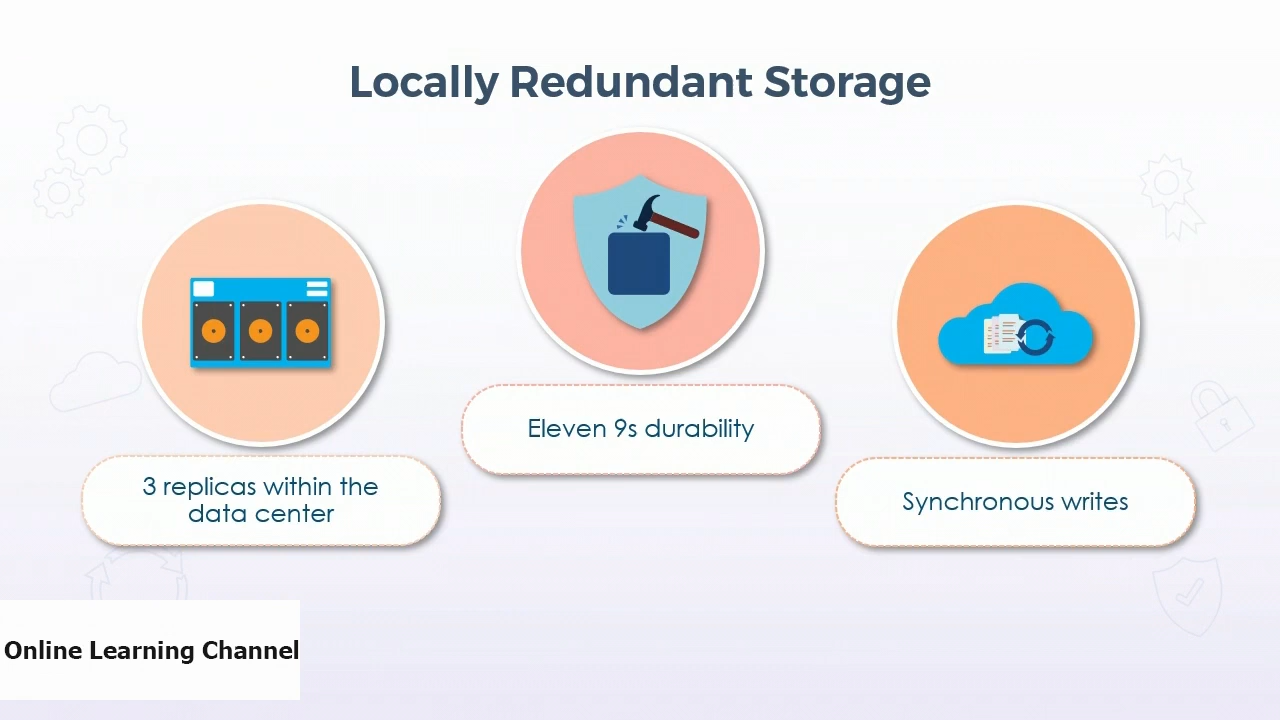 Locally Redundant Storage
3 replicas within the
data center
Eleven 9s durability
Synchronous writes
Online Learning Channel